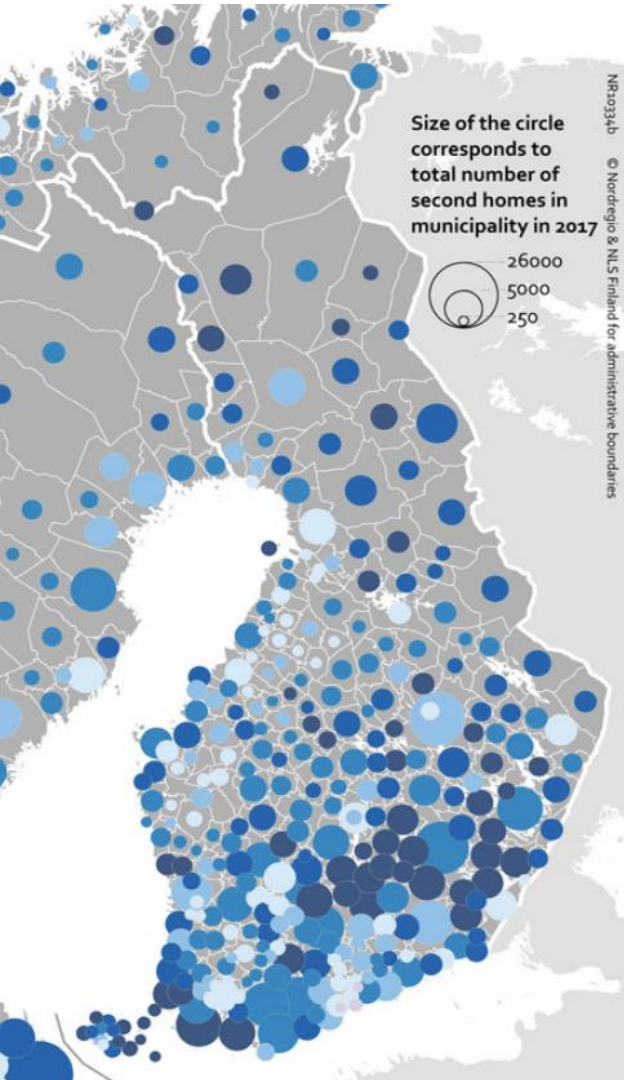 Size of the circle
corresponds to
total number of
second homes in
municipality in 2017
26000
5000
250
NR10334b © Nordregio & NLS Finland for administrative boundaries